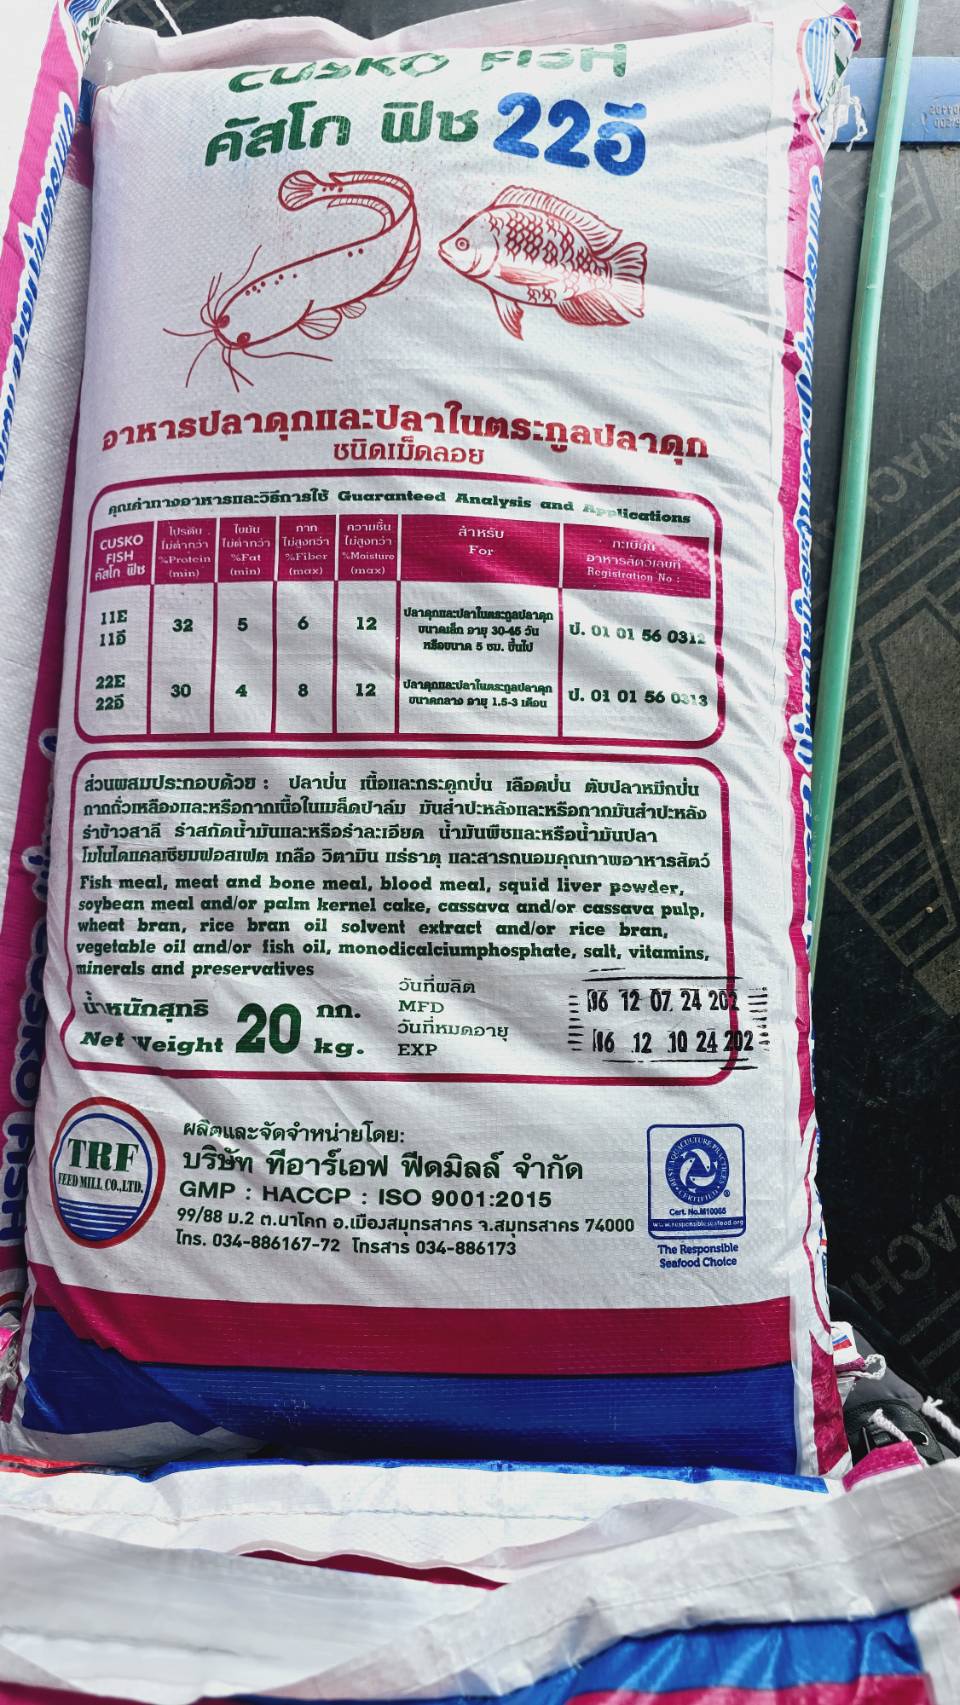 CUSKO FISH
คัสโก ฟิช 22อี
อาหารปลาดุกและปลาในตระกูลปลาดุก
ชนิดเม็ดลอย
คุณค่าทางอาหารและวิธีการใช้ Guaranteed Analysis and Applications
CUSKO FISH คัสโก ฟิช
โปรตีน ไม่ต่ำกว่า %Protein (min)
ไขมัน ไม่ต่ำกว่า %Fat (min)
กาก ไม่สูงกว่า %Fiber (max)
ความชื้น ไม่สูงกว่า %Moisture (max)
สำหรับ For
ทะเบียน อาหารสัตว์เลขที่ Registration No :
11E 11อี 32 5 6 12 ปลาดุกและปลาในตระกูลปลาดุก ขนาดเล็ก อายุ 30-45 วัน หรือขนาด 5 ซม. ขึ้นไป ป. 01 01 56 0312
22E 22อี 30 4 8 12 ปลาดุกและปลาในตระกูลปลาดุก ขนาดกลาง อายุ 1.5-3 เดือน ป. 01 01 56 0313
ส่วนผสมประกอบด้วย : ปลาป่น เนื้อและกระดูกป่น เลือดป่น ตับปลาหมึกป่น
กากถั่วเหลืองและหรือกากเนื้อในเมล็ดปาล์ม มันสำปะหลังและหรือกากมันสำปะหลัง
รำข้าวสาลี รำสกัดน้ำมันและหรือรำละเอียด น้ำมันพืชและหรือน้ำมันปลา
โมโนไดแคลเซียมฟอสเฟต เกลือ วิตามิน แร่ธาตุ และสารถนอมคุณภาพอาหารสัตว์
Fish meal, meat and bone meal, blood meal, squid liver powder,
soybean meal and/or palm kernel cake, cassava and/or cassava pulp,
wheat bran, rice bran oil solvent extract and/or rice bran,
vegetable oil and/or fish oil, monodicalciumphosphate, salt, vitamins,
minerals and preservatives
น้ำหนักสุทธิ 20 กก.
Net Weight kg.
วันที่ผลิต
MFD 06 12 07 24 202
วันที่หมดอายุ
EXP 06 12 10 24 202
TRF
FEED MILL CO.,LTD.
ผลิตและจัดจำหน่ายโดย:
บริษัท ทีอาร์เอฟ ฟีดมิลล์ จำกัด
GMP : HACCP : ISO 9001:2015
99/88 ม.2 ต.นาโคก อ.เมืองสมุทรสาคร จ.สมุทรสาคร 74000
โทร. 034-886167-72 โทรสาร 034-886173
BEST AQUACULTURE PRACTICES
CERTIFIED
www.responsibleseafood.org
The Responsible
Seafood Choice